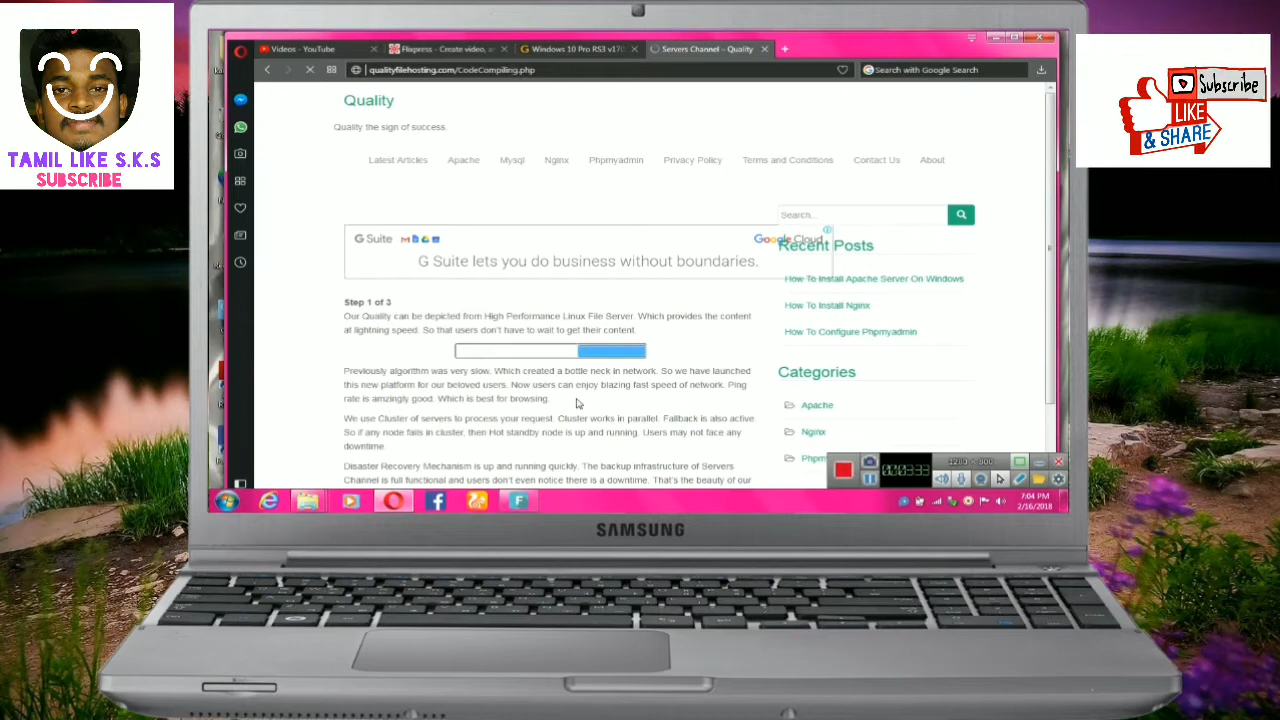 TAMIL LIKE S.K.S
SUBSCRIBE
Subscribe
LIKE
& SHARE
Videos - YouTube
Flixpress - Create video, a
Windows 10 Pro RS3 v170
Servers Channel – Quality
qualityfilehosting.com/CodeCompiling.php
Search with Google Search
Quality
Quality the sign of success
Latest Articles
Apache
Mysql
Nginx
Phpmyadmin
Privacy Policy
Terms and Conditions
Contact Us
About
Search...
G Suite
Google Cloud
G Suite lets you do business without boundaries.
Recent Posts
How To Install Apache Server On Windows
How To Install Nginx
How To Configure Phpmyadmin
Step 1 of 3
Our Quality can be depicted from High Performance Linux File Server. Which provides the content
at lightning speed. So that users don't have to wait to get their content.
Previously algorithm was very slow. Which created a bottle neck in network. So we have launched
this new platform for our beloved users. Now users can enjoy blazing fast speed of network. Ping
rate is amzingly good. Which is best for browsing.
We use Cluster of servers to process your request. Cluster works in parallel. Fallback is also active.
So if any node fails in cluster, then Hot standby node is up and running. Users may not face any
downtime.
Disaster Recovery Mechanism is up and running quickly. The backup infrastructure of Servers
Channel is full functional and users don't even notice there is a downtime. That's the beauty of our
Categories
Apache
Nginx
Phpm
1280 × 800
7:04 PM
2/16/2018
SAMSUNG